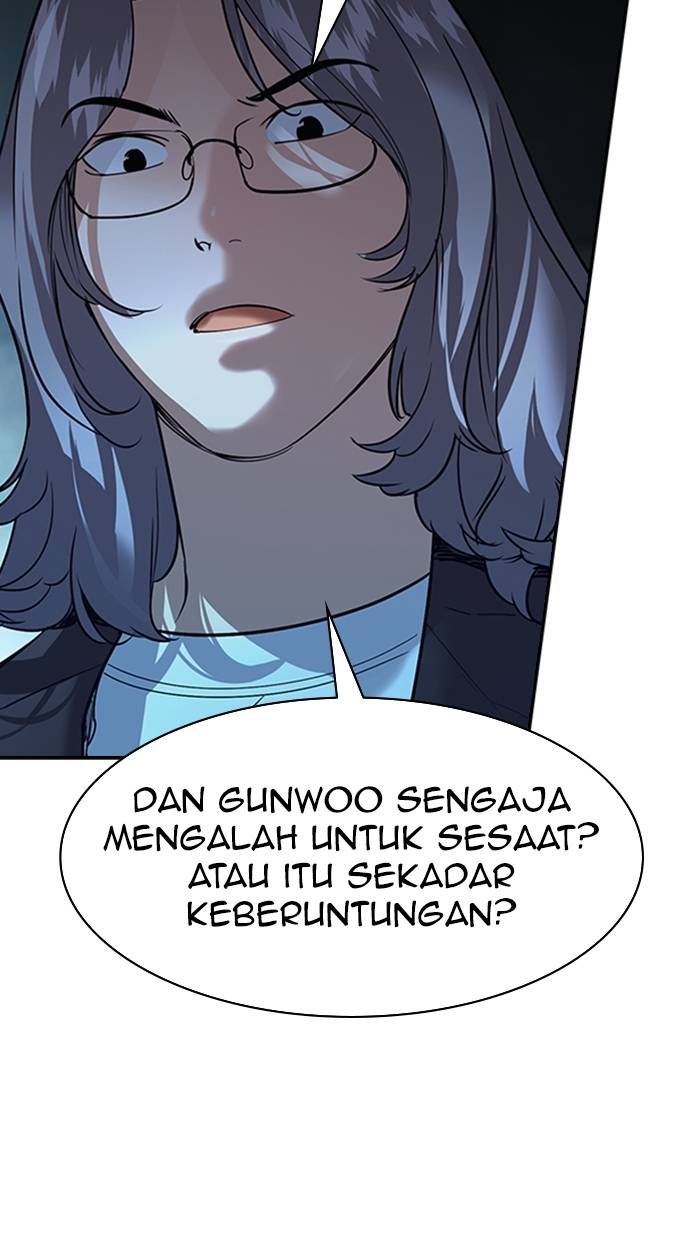 DAN GUNWOO SENGAJA
MENGALAH UNTUK SESAAT?
ATAU ITU SEKADAR
KEBERUNTUNGAN?